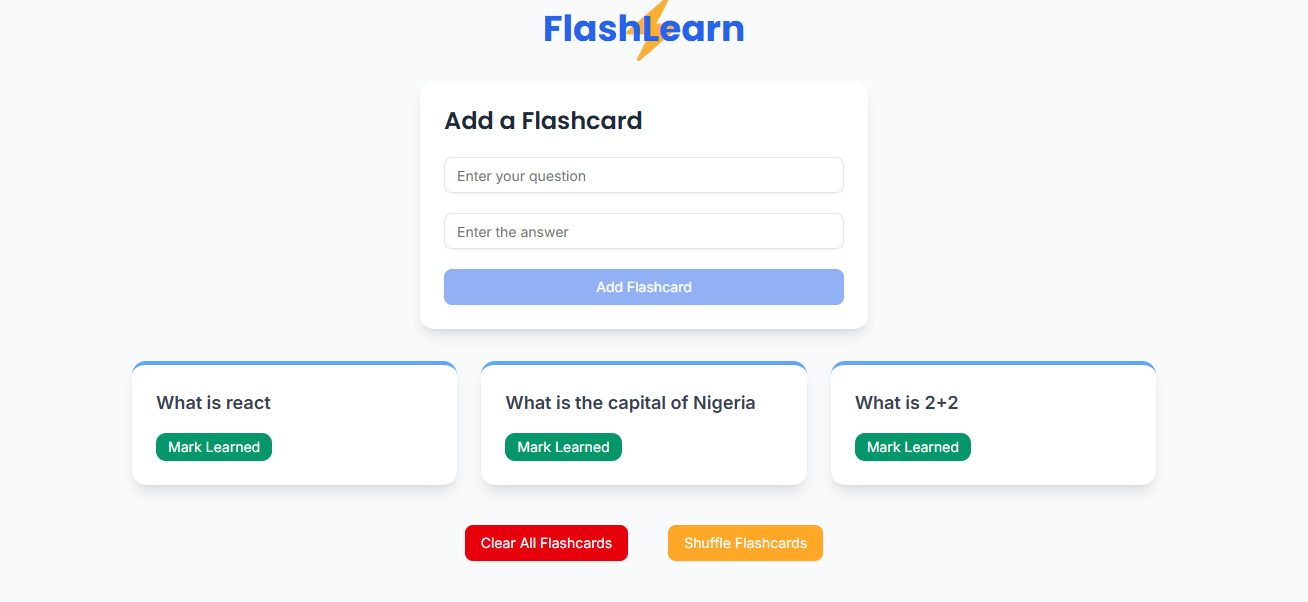 FlashLearn
Add a Flashcard
Enter your question
Enter the answer
Add Flashcard
What is react
Mark Learned
What is the capital of Nigeria
Mark Learned
What is 2+2
Mark Learned
Clear All Flashcards
Shuffle Flashcards